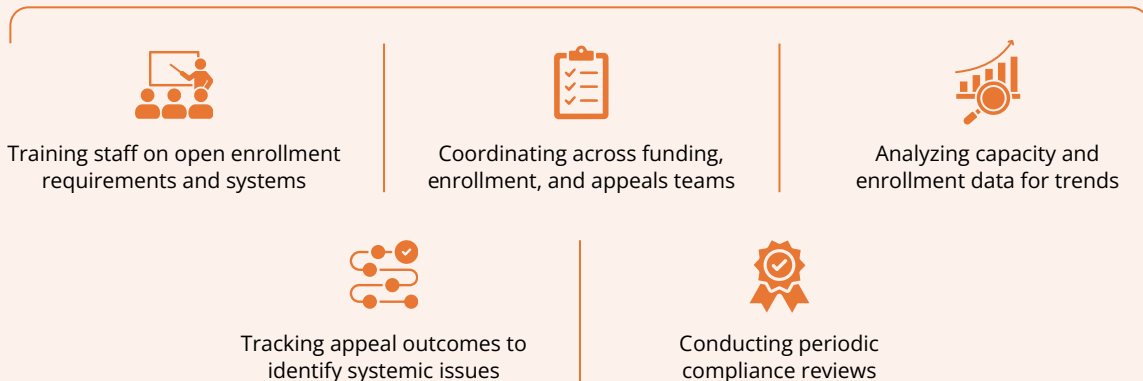 Training staff on open enrollment
requirements and systems
Coordinating across funding,
enrollment, and appeals teams
Analyzing capacity and
enrollment data for trends
Tracking appeal outcomes to
identify systemic issues
Conducting periodic
compliance reviews